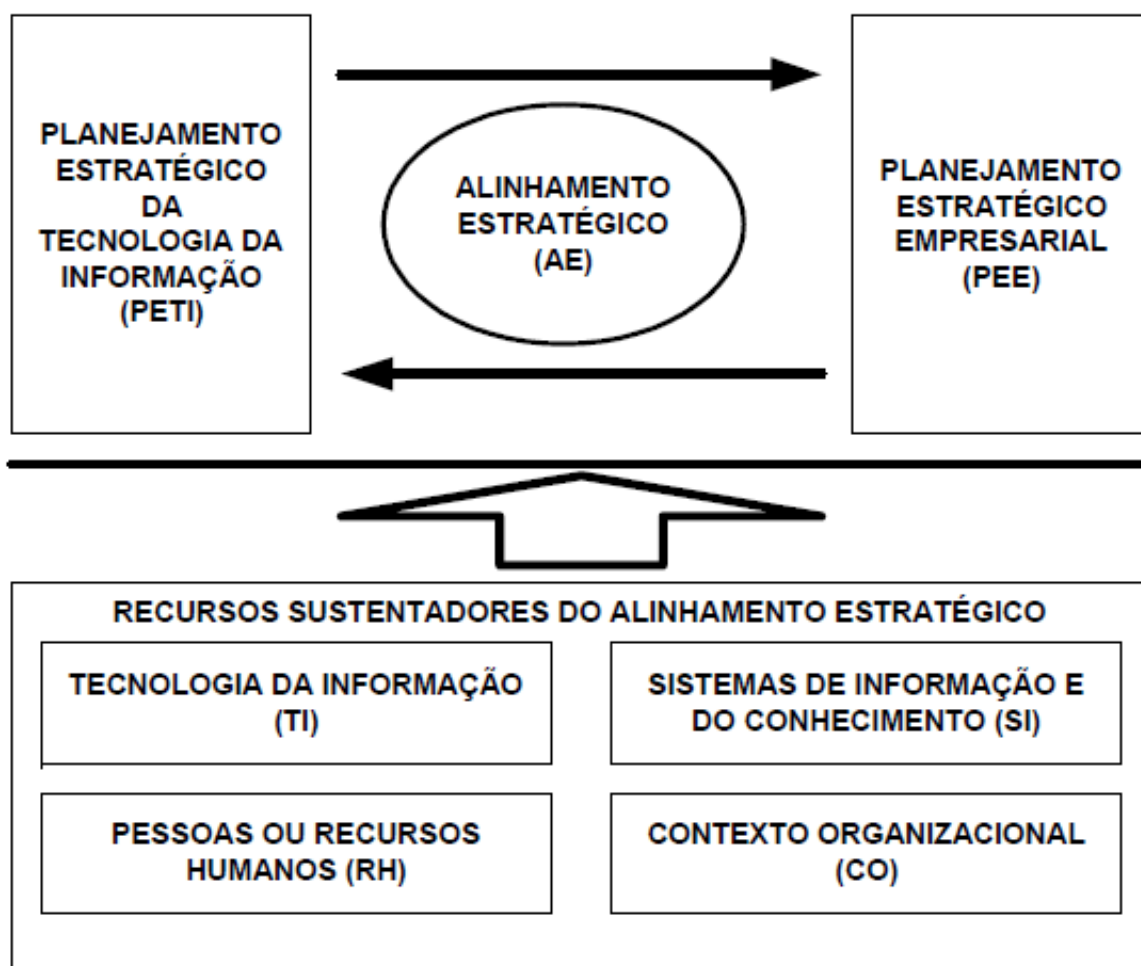 PLANEJAMENTO
ESTRATÉGICO
DA
TECNOLOGIA DA
INFORMAÇÃO
(PETI)
ALINHAMENTO
ESTRATÉGICO
(AE)
PLANEJAMENTO
ESTRATÉGICO
EMPRESARIAL
(PEE)
RECURSOS SUSTENTADORES DO ALINHAMENTO ESTRATÉGICO
TECNOLOGIA DA INFORMAÇÃO
(TI)
SISTEMAS DE INFORMAÇÃO E
DO CONHECIMENTO (SI)
PESSOAS OU RECURSOS
HUMANOS (RH)
CONTEXTO ORGANIZACIONAL
(CO)